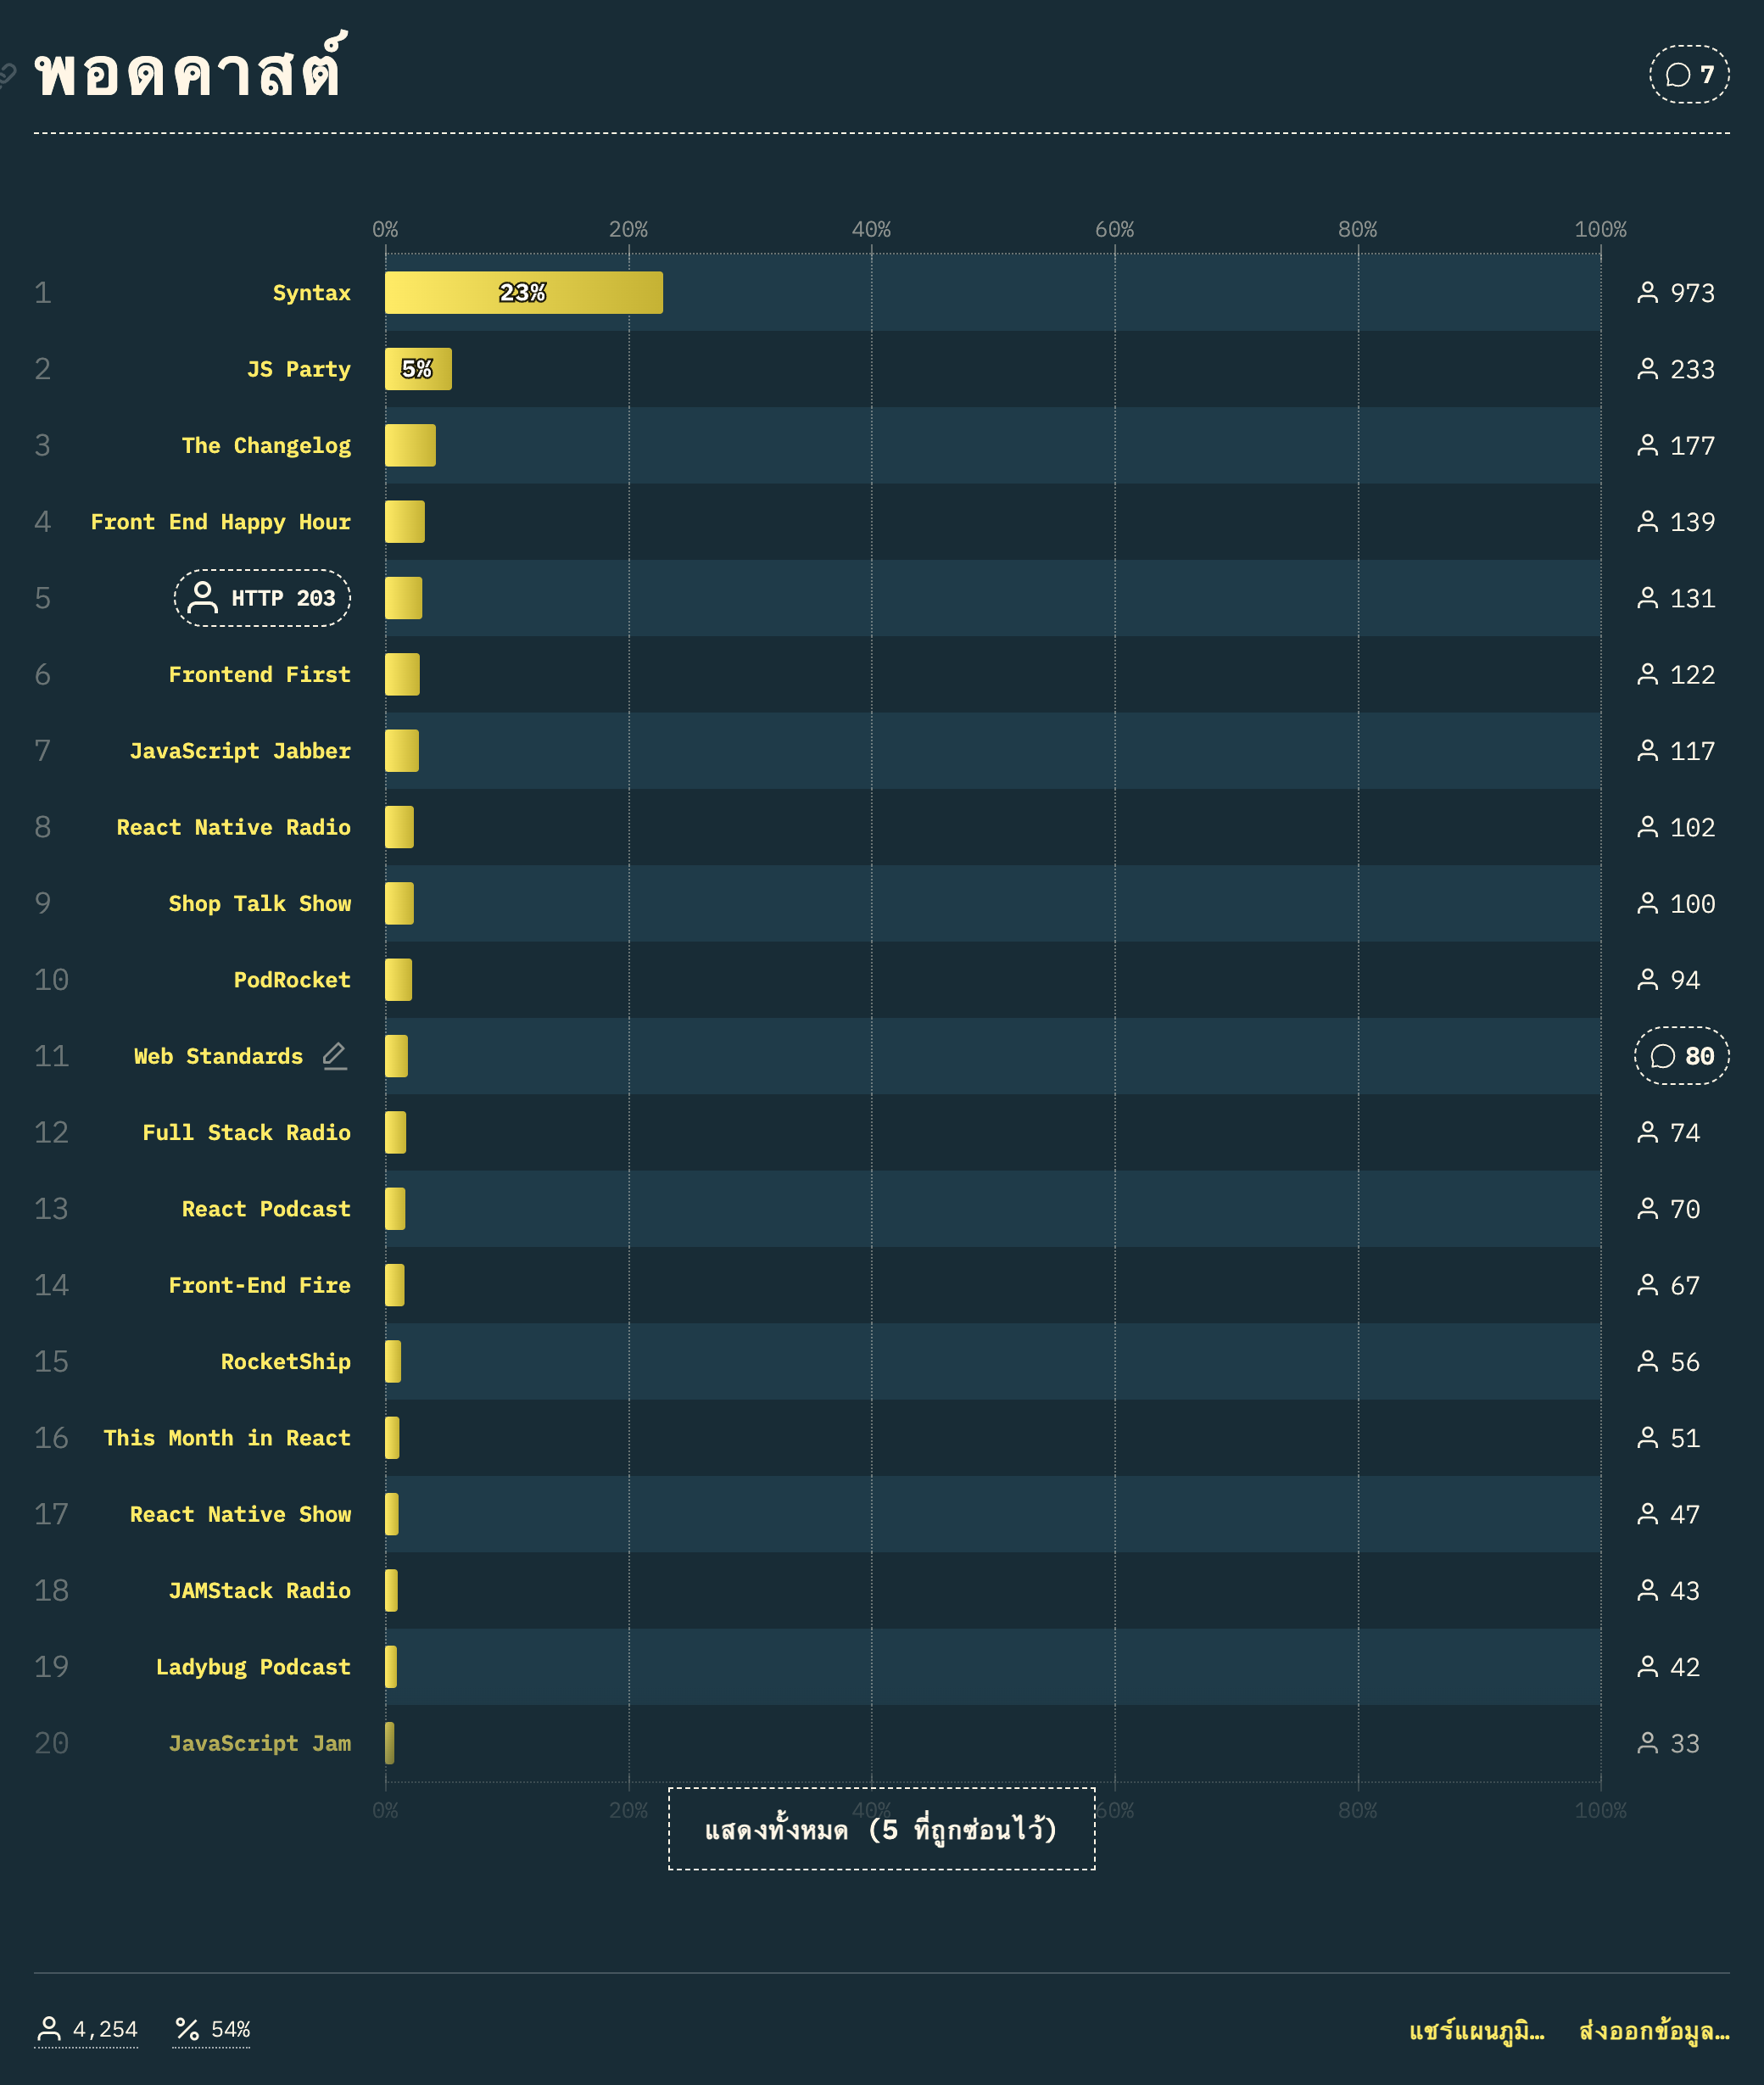 พอดคาสต์
7
0% 20% 40% 60% 80% 100%
1 Syntax 23% 973
2 JS Party 5% 233
3 The Changelog 177
4 Front End Happy Hour 139
5 HTTP 203 131
6 Frontend First 122
7 JavaScript Jabber 117
8 React Native Radio 102
9 Shop Talk Show 100
10 PodRocket 94
11 Web Standards 80
12 Full Stack Radio 74
13 React Podcast 70
14 Front-End Fire 67
15 RocketShip 56
16 This Month in React 51
17 React Native Show 47
18 JAMStack Radio 43
19 Ladybug Podcast 42
20 JavaScript Jam 33
0% 20% 40% 60% 80% 100%
แสดงทั้งหมด (5 ที่ถูกซ่อนไว้)
4,254 54% แชร์แผนภูมิ… ส่งออกข้อมูล…